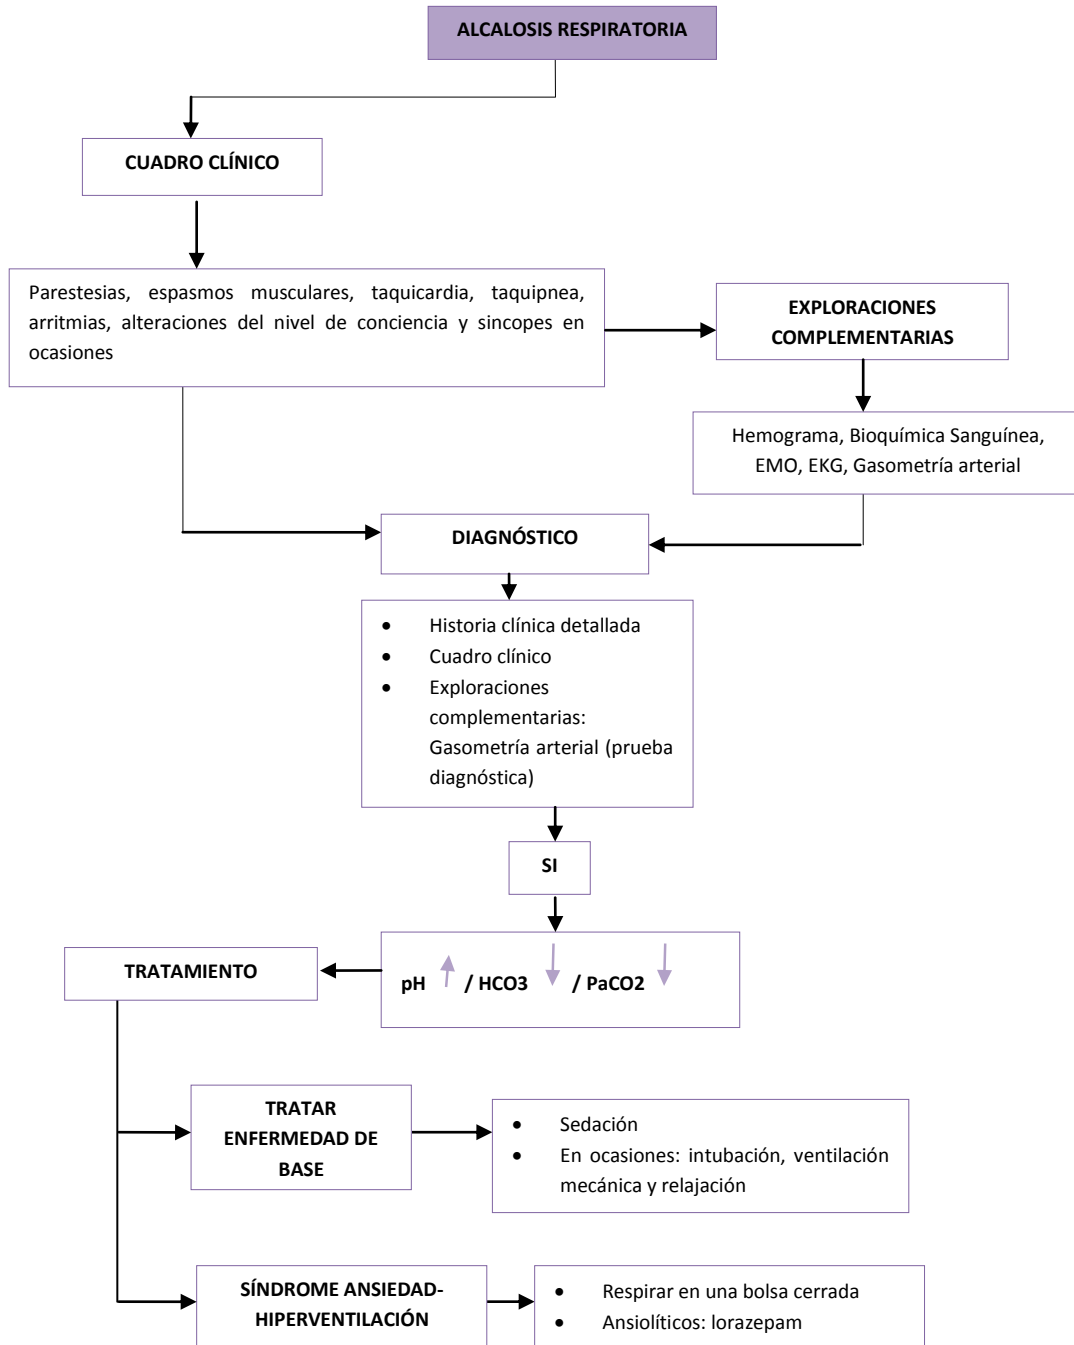 ALCALOSIS RESPIRATORIA
CUADRO CLÍNICO
Parestesias, espasmos musculares, taquicardia, taquipnea,
arritmias, alteraciones del nivel de conciencia y sincopes en
ocasiones
EXPLORACIONES
COMPLEMENTARIAS
Hemograma, Bioquímica Sanguínea,
EMO, EKG, Gasometría arterial
DIAGNÓSTICO
• Historia clínica detallada
• Cuadro clínico
• Exploraciones
complementarias:
Gasometría arterial (prueba
diagnóstica)
SI
pH ↑ / HCO3 ↓ / PaCO2 ↓
TRATAMIENTO
TRATAR
ENFERMEDAD DE
BASE
• Sedación
• En ocasiones: intubación, ventilación
mecánica y relajación
SÍNDROME ANSIEDAD-
HIPERVENTILACIÓN
• Respirar en una bolsa cerrada
• Ansiolíticos: lorazepam